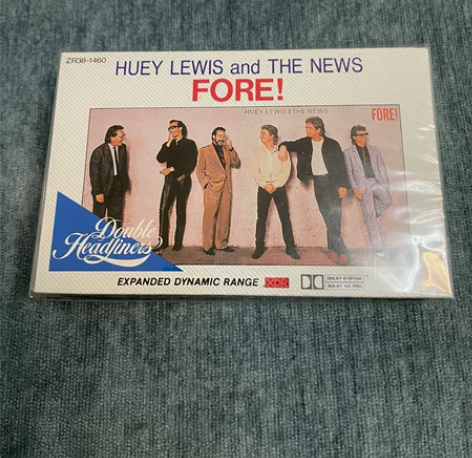 ZR38-1460
HUEY LEWIS and THE NEWS
FORE!
HUEY LEWIS & THE NEWS
FORE!
Double
Headliners
EXPANDED DYNAMIC RANGE XDR
DOLBY SYSTEM